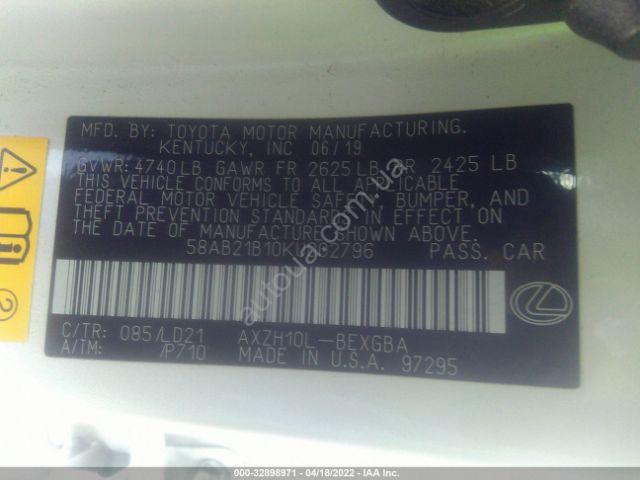 MFD. BY: TOYOTA MOTOR MANUFACTURING.
KENTUCKY, INC 06/19
GVWR: 4740LB GAWR FR 2625LB RR 2425 LB
THIS VEHICLE CONFORMS TO ALL APPLICABLE
FEDERAL MOTOR VEHICLE SAFETY, BUMPER, AND
THEFT PREVENTION STANDARDS IN EFFECT ON
THE DATE OF MANUFACTURE SHOWN ABOVE.
PASS. CAR
C/TR: 085/LD21 AXZH10L-BEXGBA
A/TM: /P710 MADE IN U.S.A. 97295
autoua.com.ua
000-32898971 - 04/18/2022 - IAA Inc.